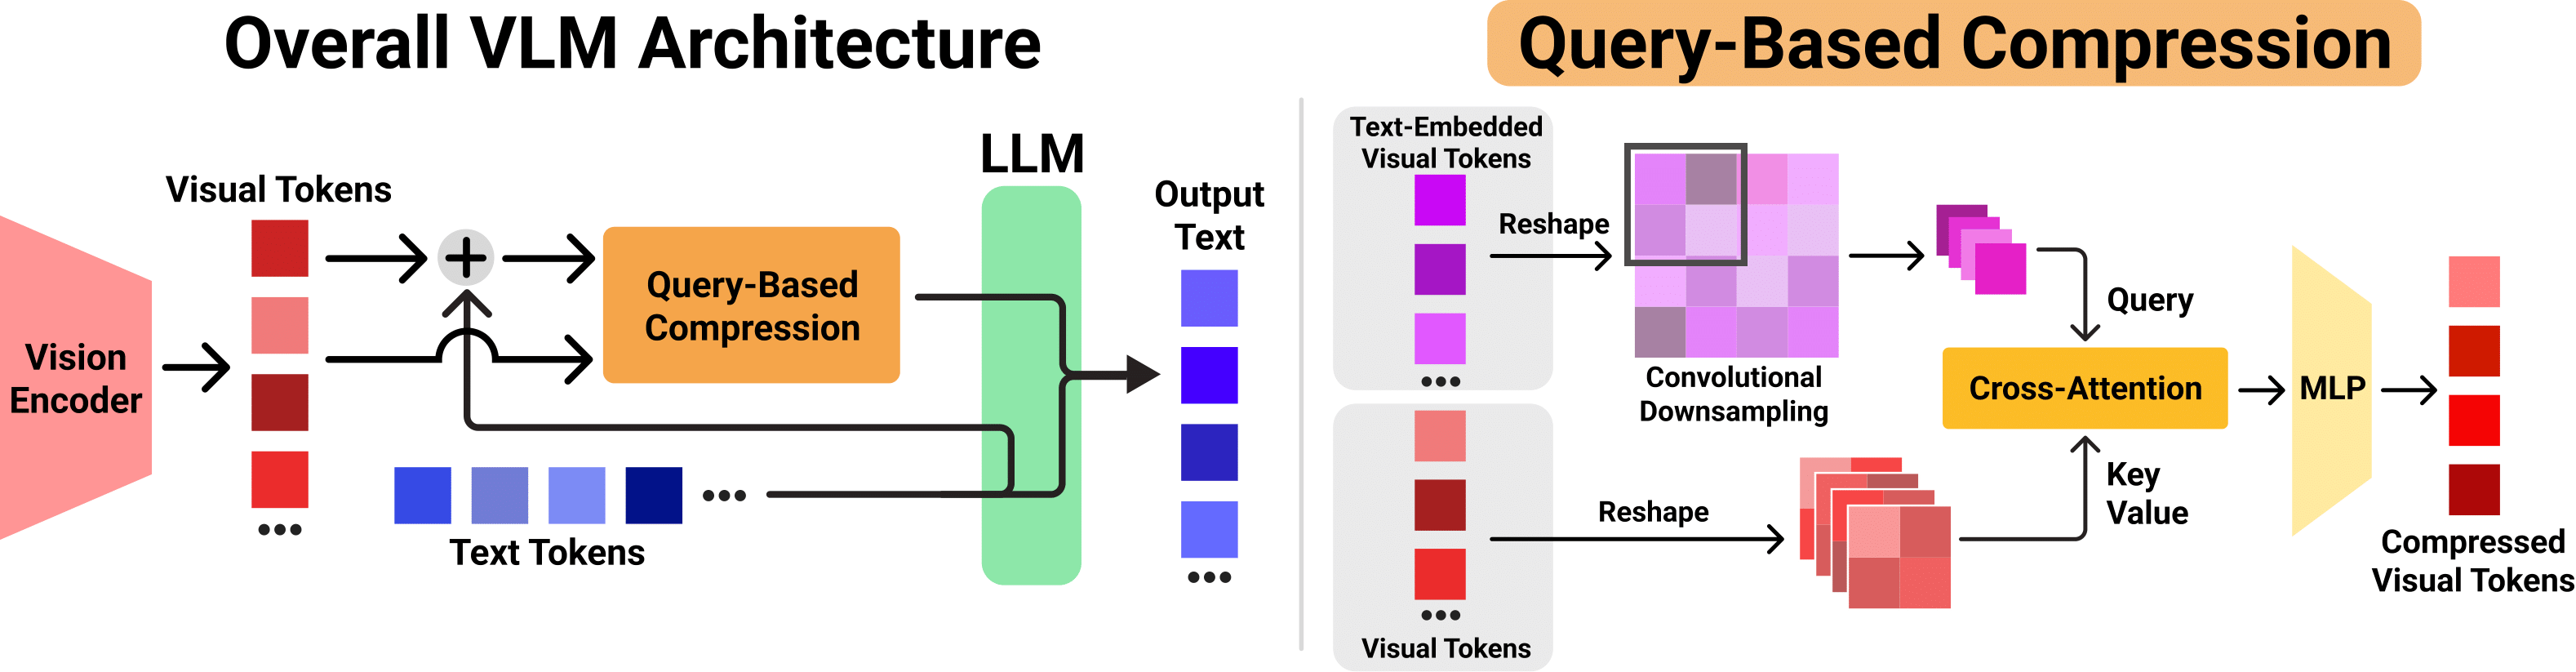 Overall VLM Architecture
Vision
Encoder
Visual Tokens
+
Query-Based
Compression
Text Tokens
LLM
Output
Text
Query-Based Compression
Text-Embedded
Visual Tokens
Reshape
Convolutional
Downsampling
Query
Cross-Attention
Key
Value
Reshape
Visual Tokens
MLP
Compressed
Visual Tokens